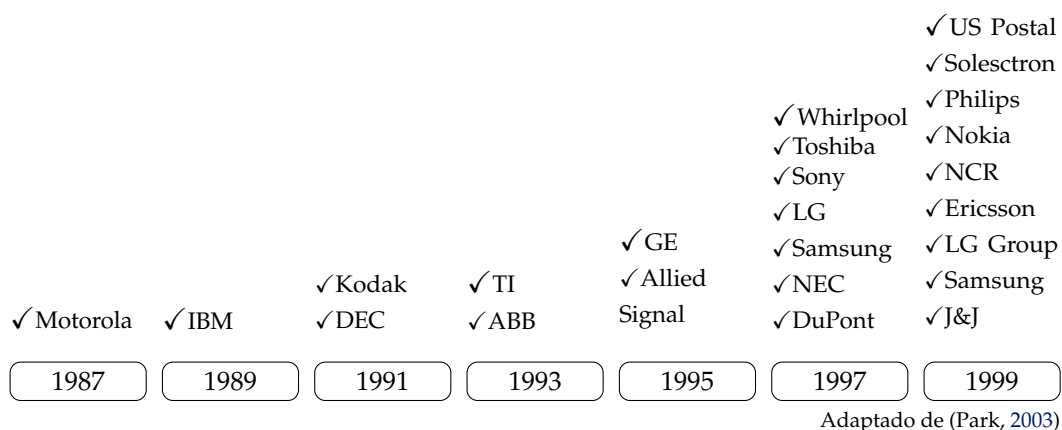 ✓Motorola
1987
✓IBM
1989
✓Kodak
✓DEC
1991
✓TI
✓ABB
1993
✓GE
✓Allied
Signal
1995
✓Whirlpool
✓Toshiba
✓Sony
✓LG
✓Samsung
✓NEC
✓DuPont
1997
✓US Postal
✓Solesctron
✓Philips
✓Nokia
✓NCR
✓Ericsson
✓LG Group
✓Samsung
✓J&J
1999
Adaptado de (Park, 2003)